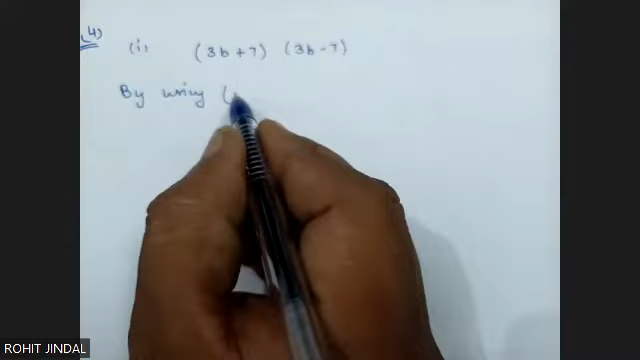 4)
(i) (3b+7) (3b-7)
By using (
ROHIT JINDAL